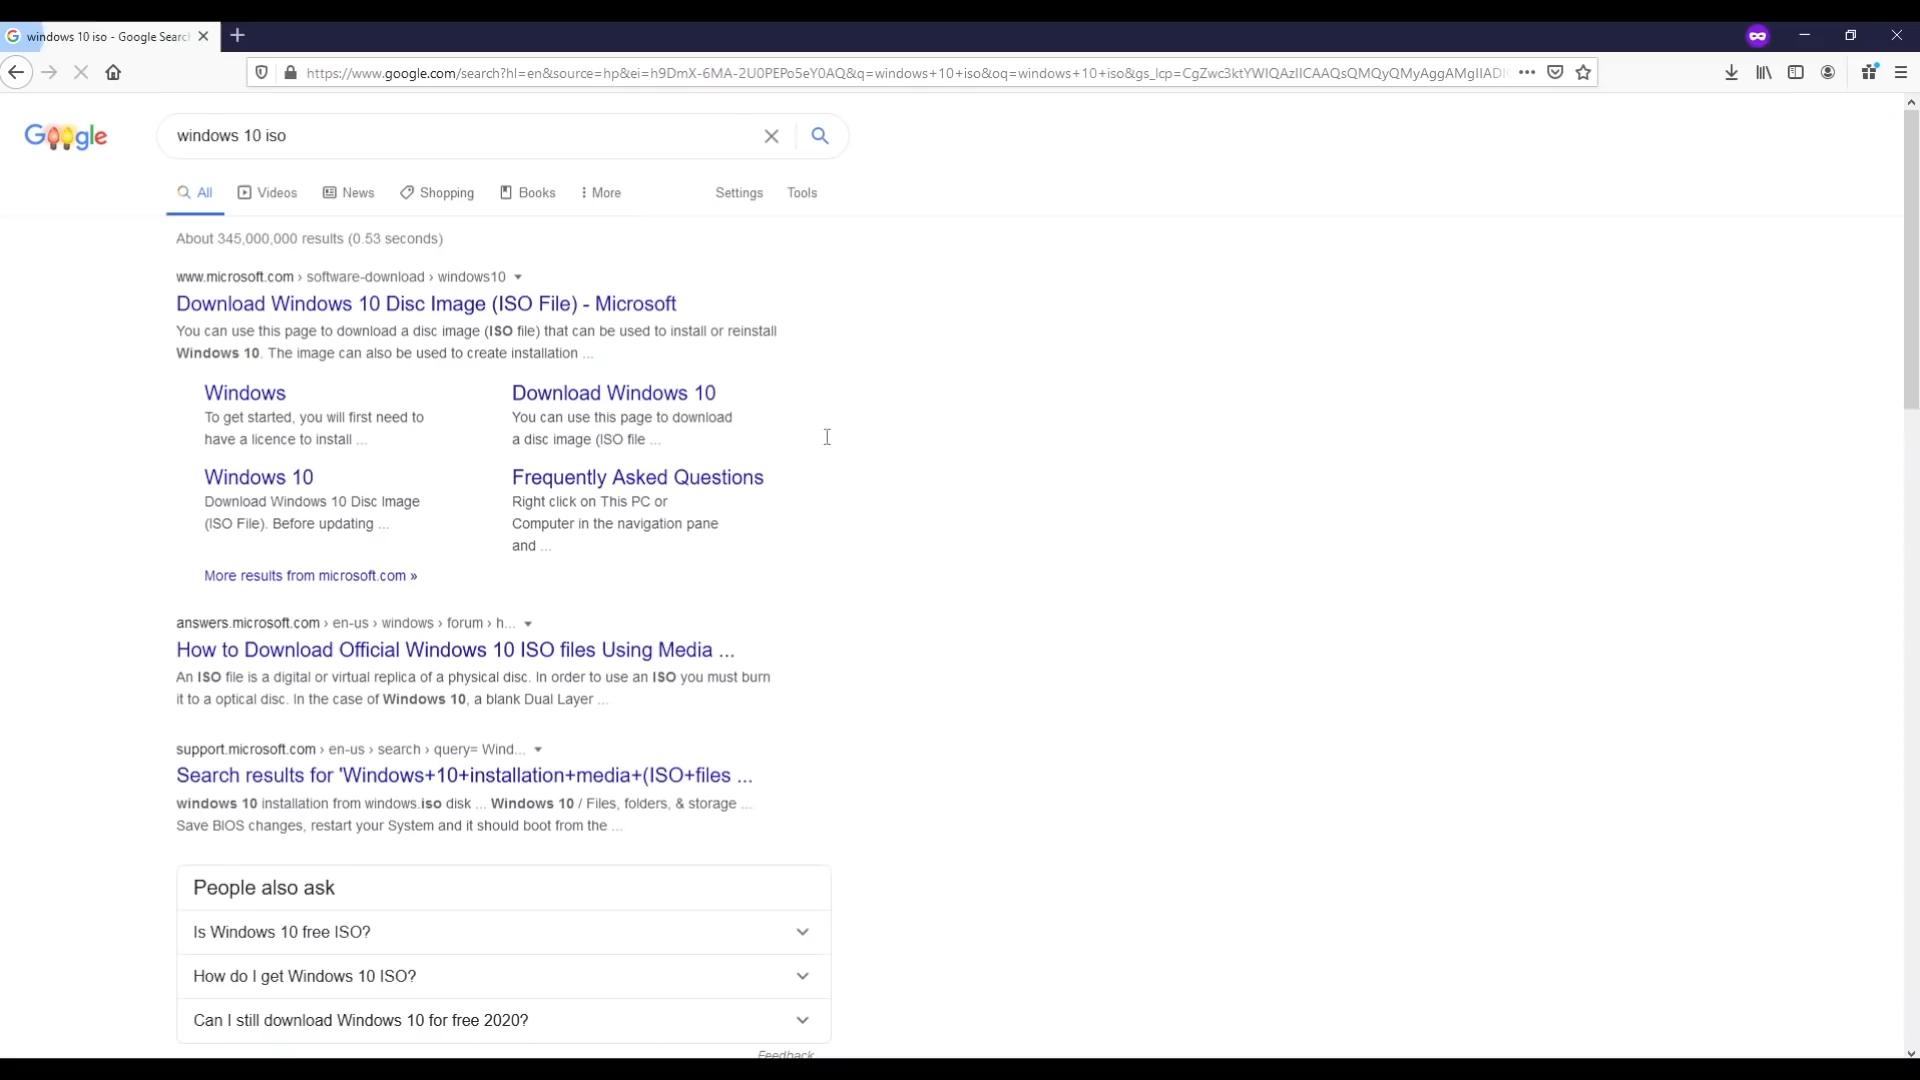 windows 10 iso - Google Search
https://www.google.com/search?hl=en&source=hp&ei=h9DmX-6MA-2U0PEPo5eY0AQ&q=windows+10+iso&oq=windows+10+iso&gs_lcp=CgZwc3ktYWIQAzIICAAQsQMQyQMyAggAMgIIADI
Google
windows 10 iso
All
Videos
News
Shopping
Books
More
Settings
Tools
About 345,000,000 results (0.53 seconds)
www.microsoft.com › software-download › windows10
Download Windows 10 Disc Image (ISO File) - Microsoft
You can use this page to download a disc image (ISO file) that can be used to install or reinstall
Windows 10. The image can also be used to create installation ...
Windows
To get started, you will first need to
have a licence to install ...
Download Windows 10
You can use this page to download
a disc image (ISO file ...
Windows 10
Download Windows 10 Disc Image
(ISO File). Before updating ...
Frequently Asked Questions
Right click on This PC or
Computer in the navigation pane
and ...
More results from microsoft.com »
answers.microsoft.com › en-us › windows › forum › h...
How to Download Official Windows 10 ISO files Using Media ...
An ISO file is a digital or virtual replica of a physical disc. In order to use an ISO you must burn
it to a optical disc. In the case of Windows 10, a blank Dual Layer ...
support.microsoft.com › en-us › search › query= Wind...
Search results for 'Windows+10+installation+media+(ISO+files ...
windows 10 installation from windows.iso disk ... Windows 10 / Files, folders, & storage ...
Save BIOS changes, restart your System and it should boot from the ...
People also ask
Is Windows 10 free ISO?
How do I get Windows 10 ISO?
Can I still download Windows 10 for free 2020?
Feedback